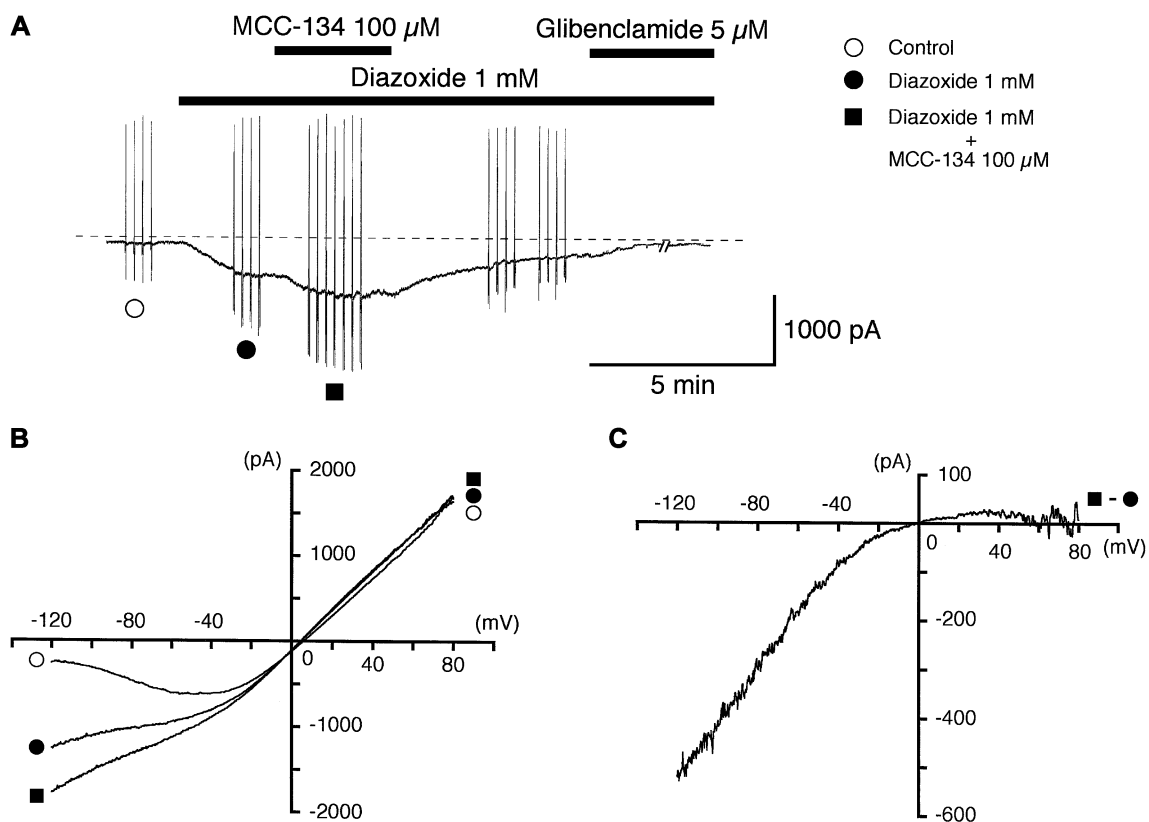 A
MCC-134 100 µM
Glibenclamide 5 µM
Diazoxide 1 mM
Control
Diazoxide 1 mM
Diazoxide 1 mM
+
MCC-134 100 µM
1000 pA
5 min
B
(pA)
2000
1000
-120 -80 -40
(mV)
0 40 80
-1000
-2000
C
(pA)
100
-120 -80 -40
-
0 40 80 (mV)
-200
-400
-600